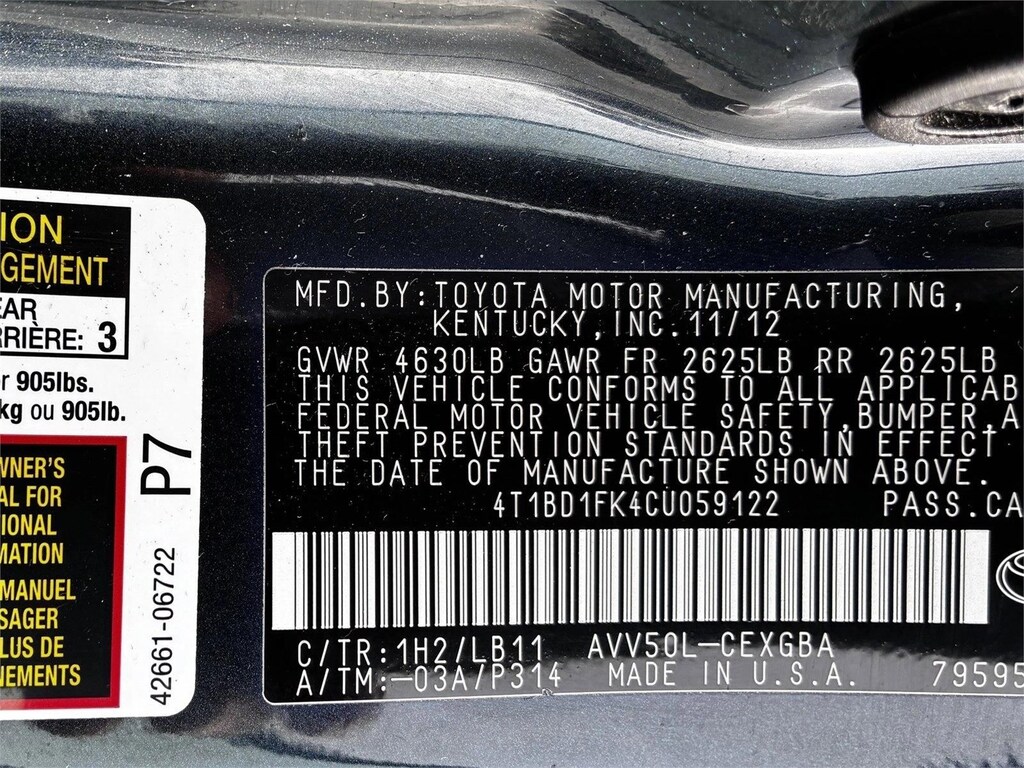 ION
GEMENT
EAR
RRIÈRE: 3
r 905lbs.
kg ou 905lb.
WNER'S
AL FOR
IONAL
MATION
MANUEL
SAGER
LUS DE
NEMENTS
P7
42661-06722
MFD.BY:TOYOTA MOTOR MANUFACTURING,
KENTUCKY,INC.11/12
GVWR 4630LB GAWR FR 2625LB RR 2625LB
THIS VEHICLE CONFORMS TO ALL APPLICAB
FEDERAL MOTOR VEHICLE SAFETY,BUMPER,A
THEFT PREVENTION STANDARDS IN EFFECT
THE DATE OF MANUFACTURE SHOWN ABOVE.
4T1BD1FK4CU059122 PASS.CA
C/TR:1H2/LB11 AVV50L-CEXGBA
A/TM:-03A/P314 MADE IN U.S.A. 79595